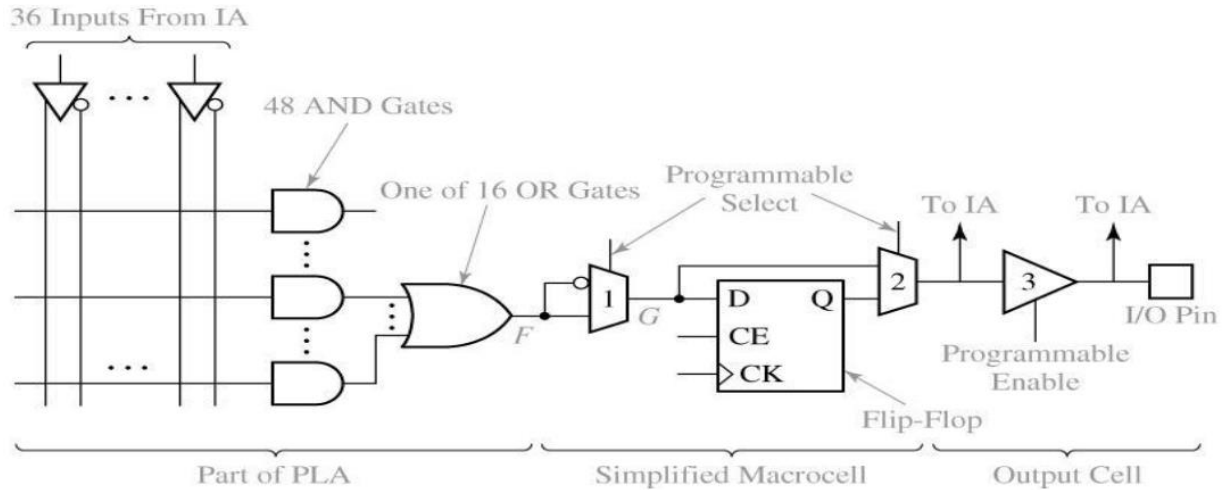 36 Inputs From IA
48 AND Gates
One of 16 OR Gates
Programmable
Select
To IA
To IA
F
1
G
D
Q
CE
CK
2
3
I/O Pin
Programmable
Enable
Flip-Flop
Part of PLA
Simplified Macrocell
Output Cell